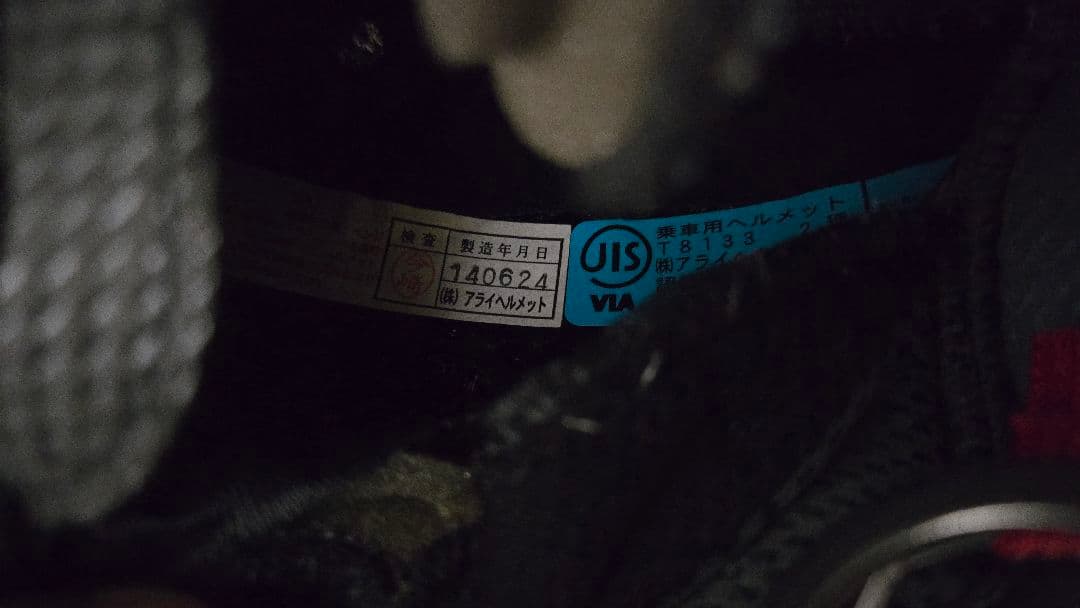 検査
製造年月日
140624
(株) アライヘルメット
JIS
VIA
乗車用ヘルメット
T8133 2
(株)アライ